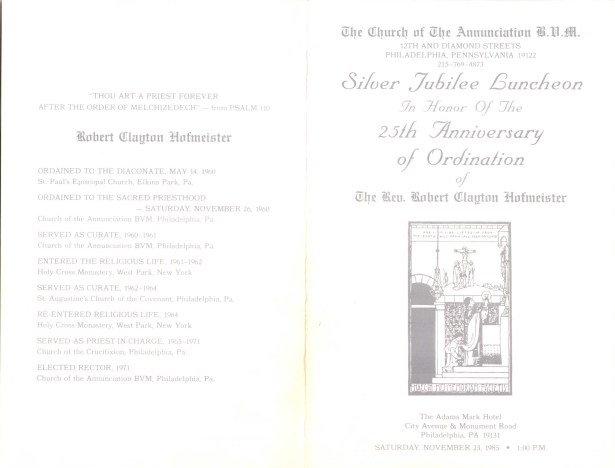 "THOU ART A PRIEST FOREVER
AFTER THE ORDER OF MELCHIZEDECH" — from PSALM 110
Robert Clayton Hofmeister
ORDAINED TO THE DIACONATE, MAY 14, 1960
St. Paul's Episcopal Church, Elkins Park, Pa.
ORDAINED TO THE SACRED PRIESTHOOD
— SATURDAY, NOVEMBER 26, 1960
Church of the Annunciation BVM, Philadelphia, Pa.
SERVED AS CURATE, 1960-1961
Church of the Annunciation BVM, Philadelphia, Pa.
ENTERED THE RELIGIOUS LIFE, 1961-1962
Holy Cross Monastery, West Park, New York
SERVED AS CURATE, 1962-1964
St. Augustine's Church of the Covenant, Philadelphia, Pa.
RE-ENTERED RELIGIOUS LIFE, 1964
Holy Cross Monastery, West Park, New York
SERVED AS PRIEST-IN-CHARGE, 1968-1971
Church of the Crucifixion, Philadelphia, Pa.
ELECTED RECTOR, 1971
Church of the Annunciation BVM, Philadelphia, Pa.
The Church of The Annunciation B.V.M.
12TH AND DIAMOND STREETS
PHILADELPHIA, PENNSYLVANIA 19122
215-769-4973
Silver Jubilee Luncheon
In Honor Of The
25th Anniversary
of Ordination
of
The Rev. Robert Clayton Hofmeister
The Adams Mark Hotel
City Avenue & Monument Road
Philadelphia, PA 19131
SATURDAY, NOVEMBER 23, 1985 • 1:00 P.M.